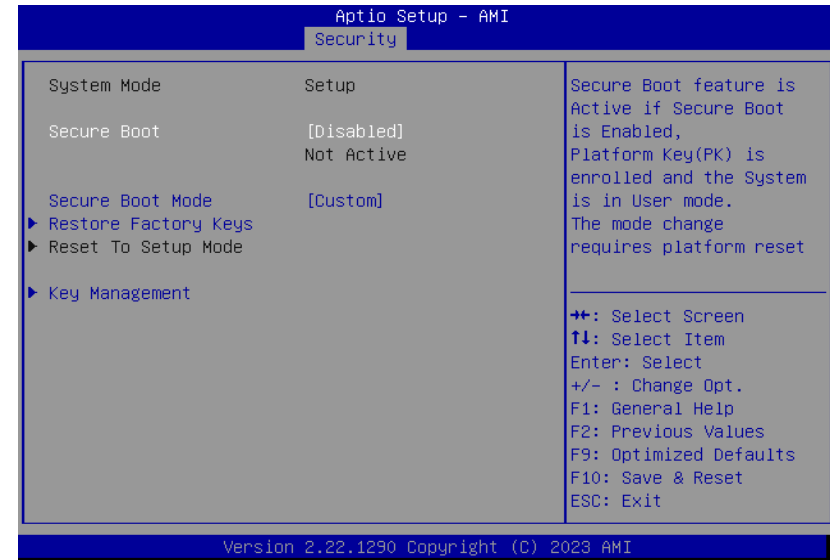 Aptio Setup – AMI
Security
System Mode Setup
Secure Boot [Disabled]
Not Active
Secure Boot Mode [Custom]
▶ Restore Factory Keys
▶ Reset To Setup Mode
▶ Key Management
Secure Boot feature is
Active if Secure Boot
is Enabled,
Platform Key(PK) is
enrolled and the System
is in User mode.
The mode change
requires platform reset
→←: Select Screen
↑↓: Select Item
Enter: Select
+/– : Change Opt.
F1: General Help
F2: Previous Values
F9: Optimized Defaults
F10: Save & Reset
ESC: Exit
Version 2.22.1290 Copyright (C) 2023 AMI